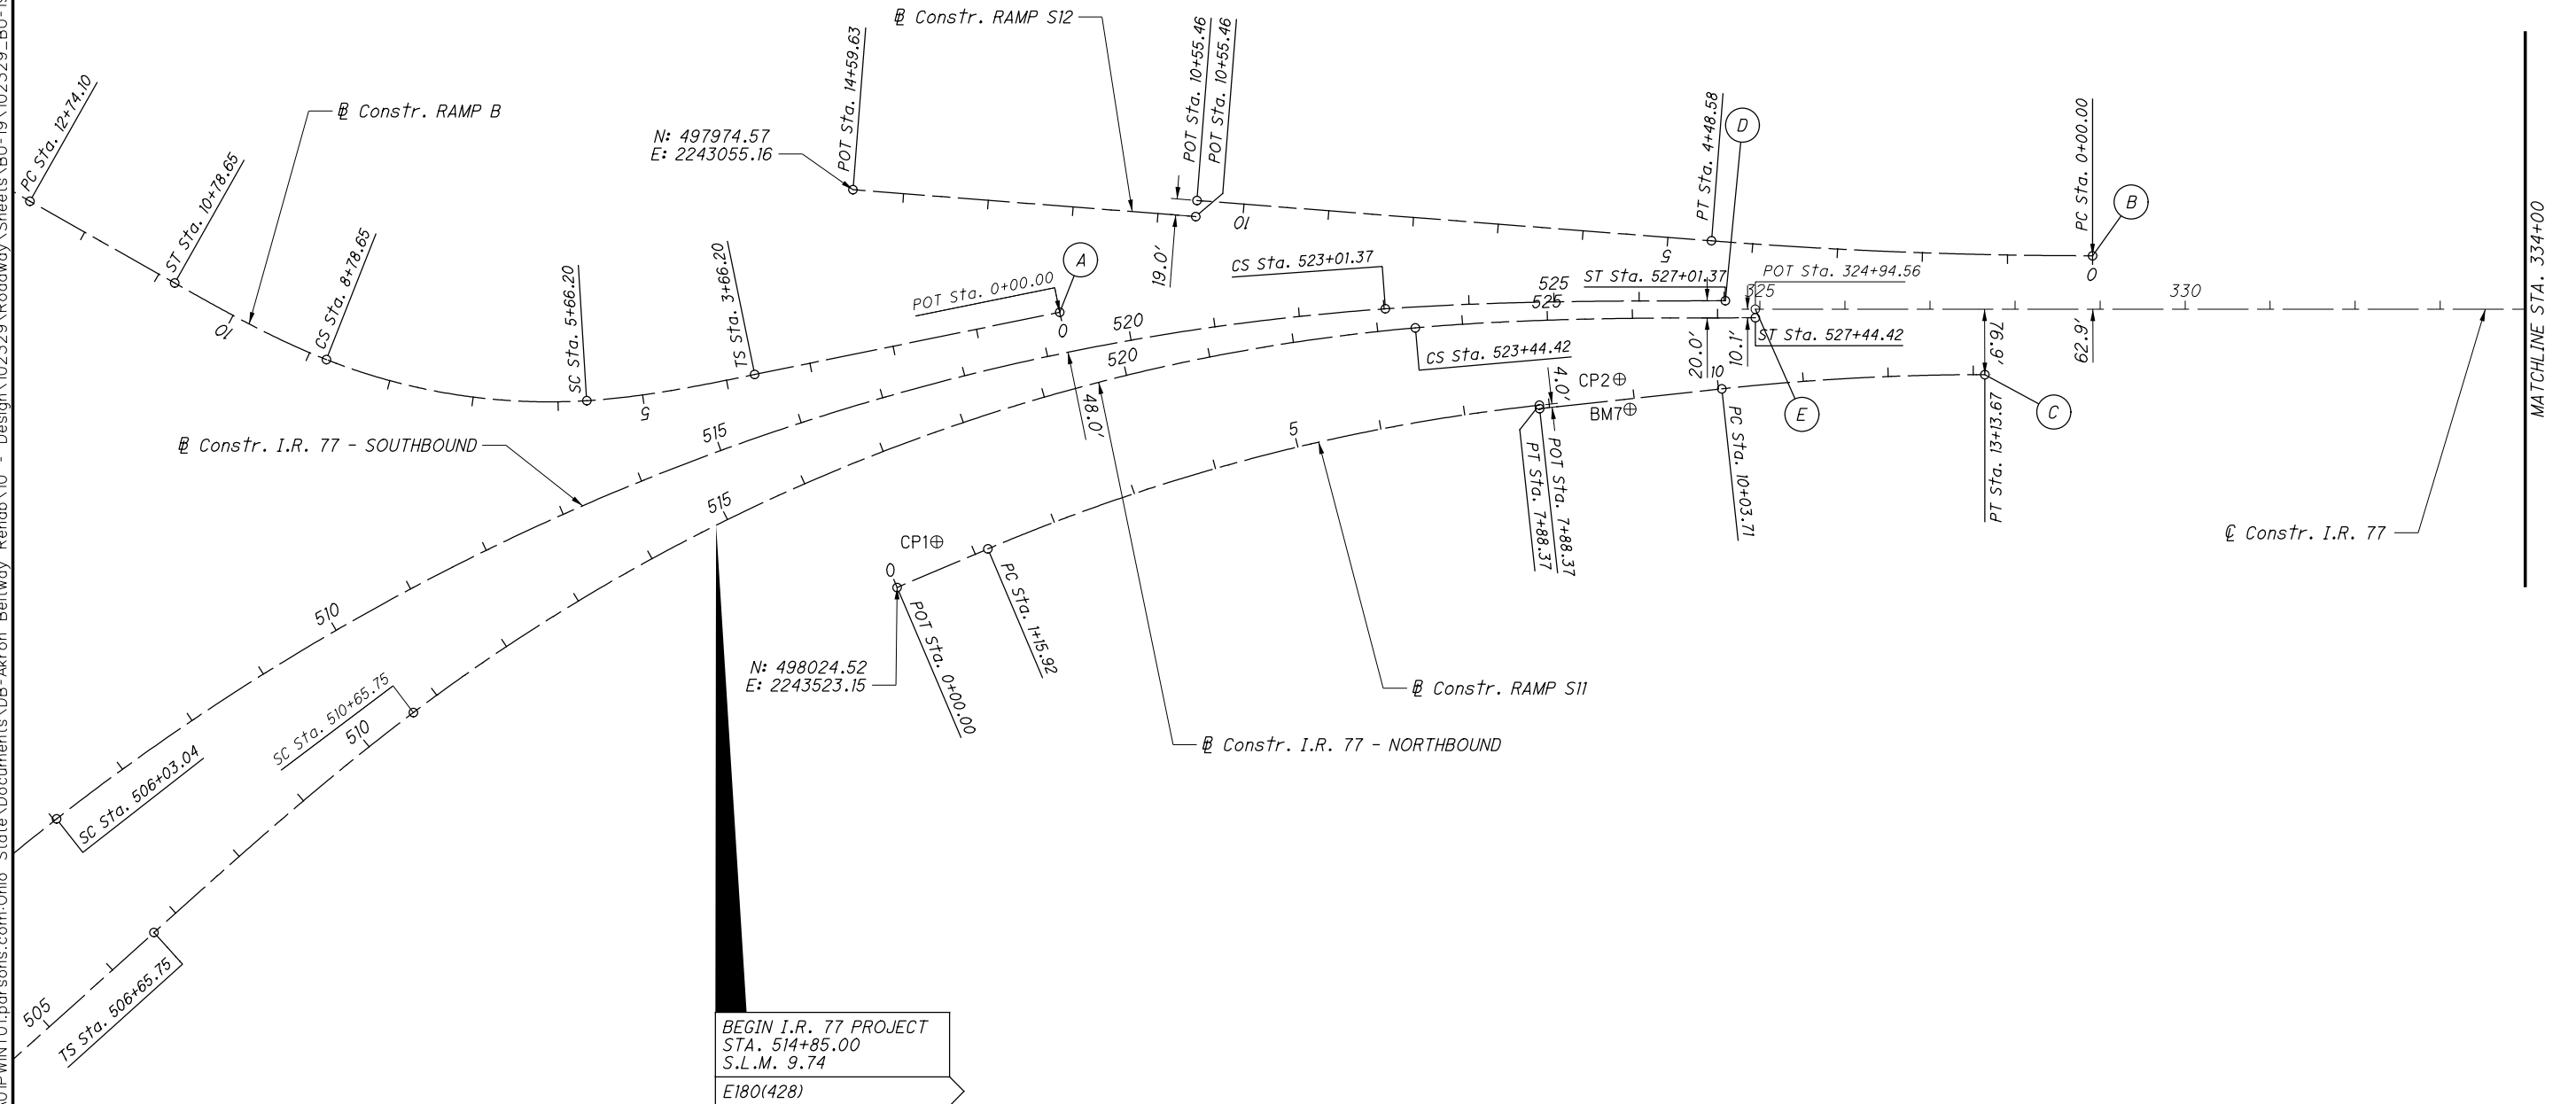 PC Sta. 12+74.10
ST Sta. 10+78.65
℄ Constr. RAMP B
10
CS Sta. 8+78.65
SC Sta. 5+66.20
5
TS Sta. 3+66.20
N: 497974.57
E: 2243055.16
POT Sta. 14+59.63
℄ Constr. RAMP S12
POT Sta. 10+55.46
POT Sta. 10+55.46
10
19.0'
POT Sta. 0+00.00
A
0
CS Sta. 523+01.37
PT Sta. 4+48.58
D
5
PC Sta. 0+00.00
B
0
525
ST Sta. 527+01.37
525
POT Sta. 324+94.56
325
330
MATCHLINE STA. 334+00
520
520
48.0'
CS Sta. 523+44.42
ST Sta. 527+44.42
20.0'
10.1'
76.9'
62.9'
4.0'
CP2
BM7
10
E
C
PC Sta. 10+03.71
PT Sta. 13+13.67
℄ Constr. I.R. 77
℄ Constr. I.R. 77 - SOUTHBOUND
515
515
5
PT Sta. 7+88.37
POT Sta. 7+88.37
CP1
0
PC Sta. 1+15.92
POT Sta. 0+00.00
N: 498024.52
E: 2243523.15
℄ Constr. RAMP S11
℄ Constr. I.R. 77 - NORTHBOUND
510
SC Sta. 510+65.75
510
SC Sta. 506+03.04
505
TS Sta. 506+65.75
BEGIN I.R. 77 PROJECT
STA. 514+85.00
S.L.M. 9.74
E180(428)